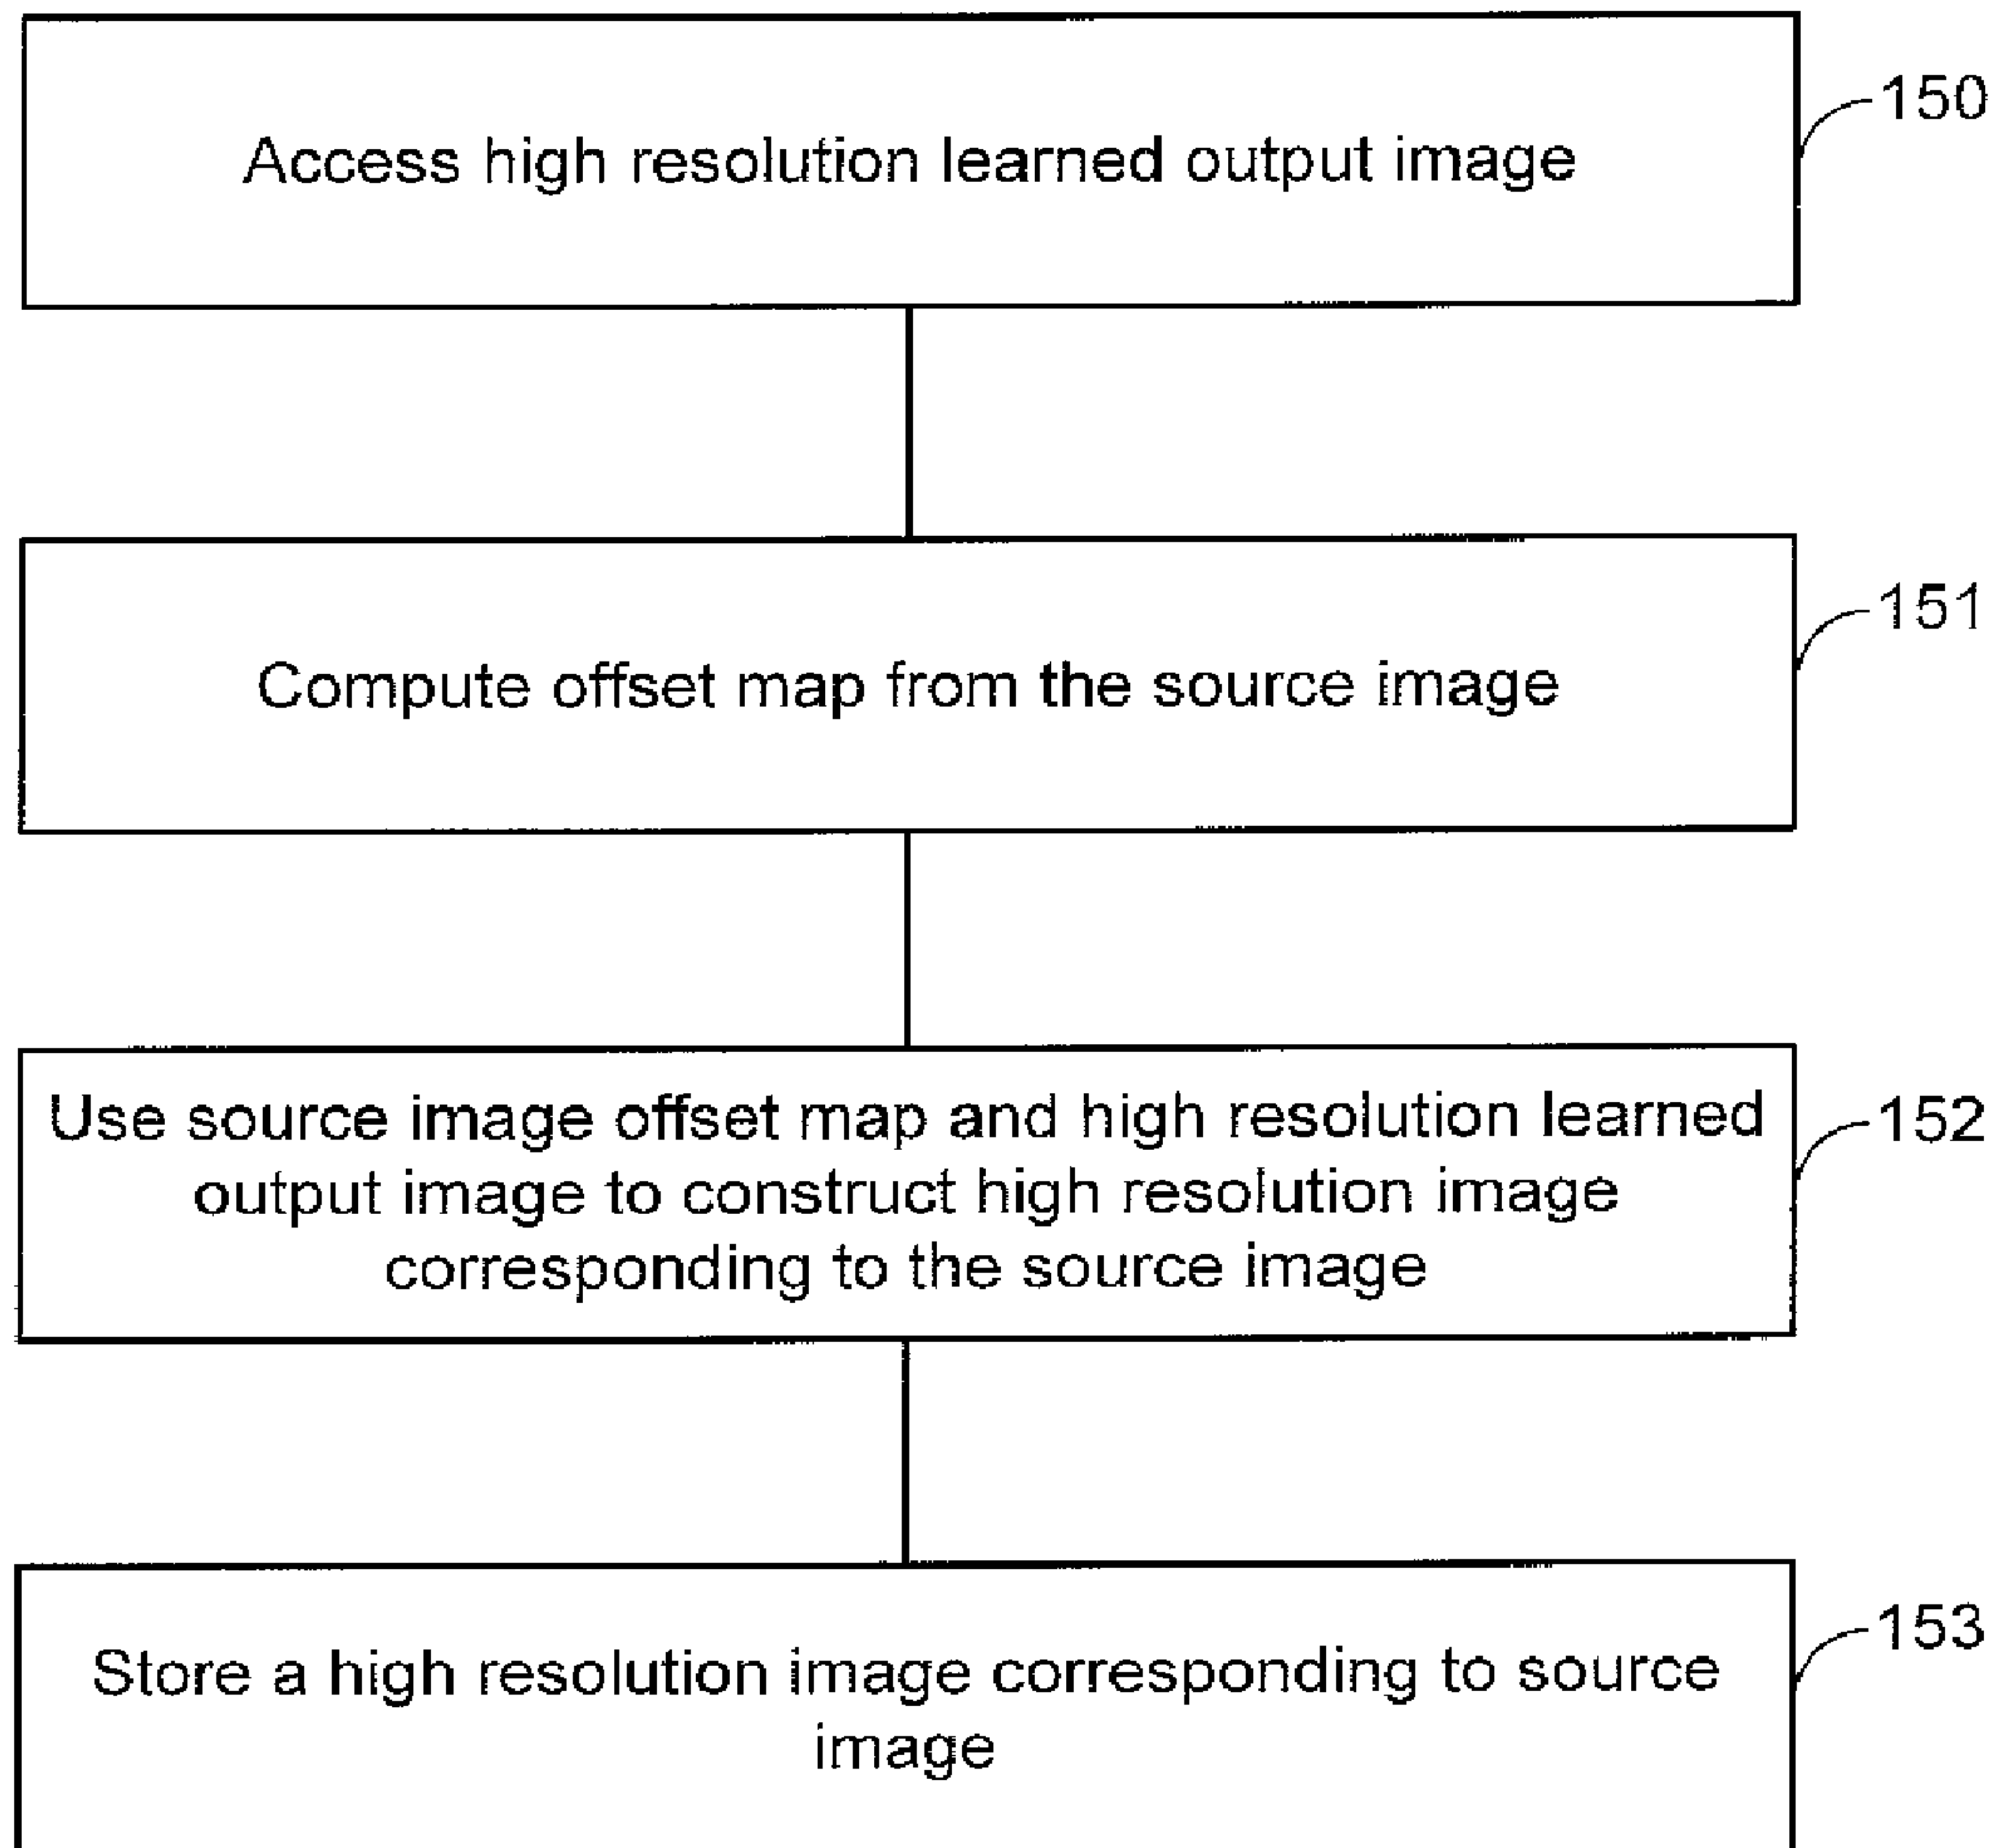 Access high resolution learned output image
150
Compute offset map from the source image
151
Use source image offset map and high resolution learned
output image to construct high resolution image
corresponding to the source image
152
Store a high resolution image corresponding to source
image
153